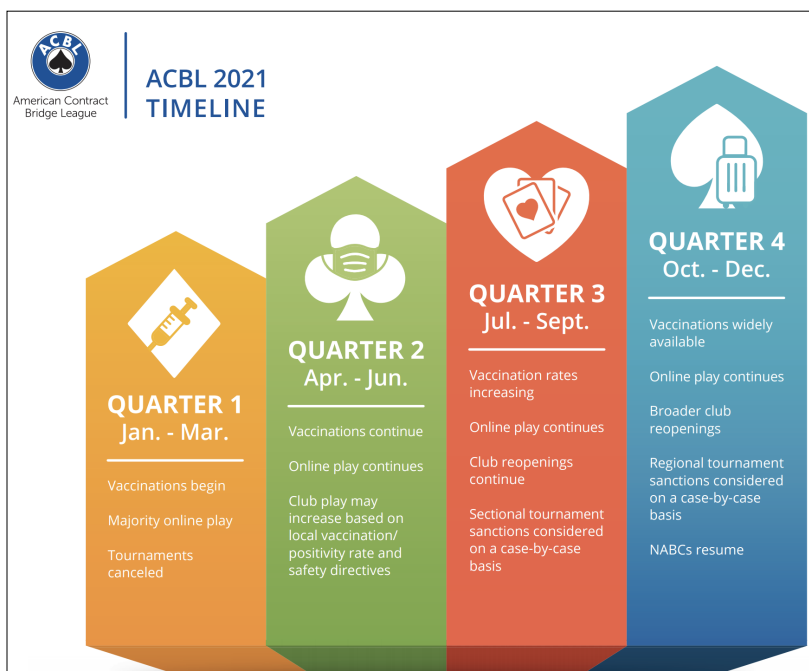 ACBL
American Contract
Bridge League
ACBL 2021
TIMELINE
QUARTER 1
Jan. - Mar.
Vaccinations begin
Majority online play
Tournaments
canceled
QUARTER 2
Apr. - Jun.
Vaccinations continue
Online play continues
Club play may
increase based on
local vaccination/
positivity rate and
safety directives
QUARTER 3
Jul. - Sept.
Vaccination rates
increasing
Online play continues
Club reopenings
continue
Sectional tournament
sanctions considered
on a case-by-case
basis
QUARTER 4
Oct. - Dec.
Vaccinations widely
available
Online play continues
Broader club
reopenings
Regional tournament
sanctions considered
on a case-by-case
basis
NABCs resume